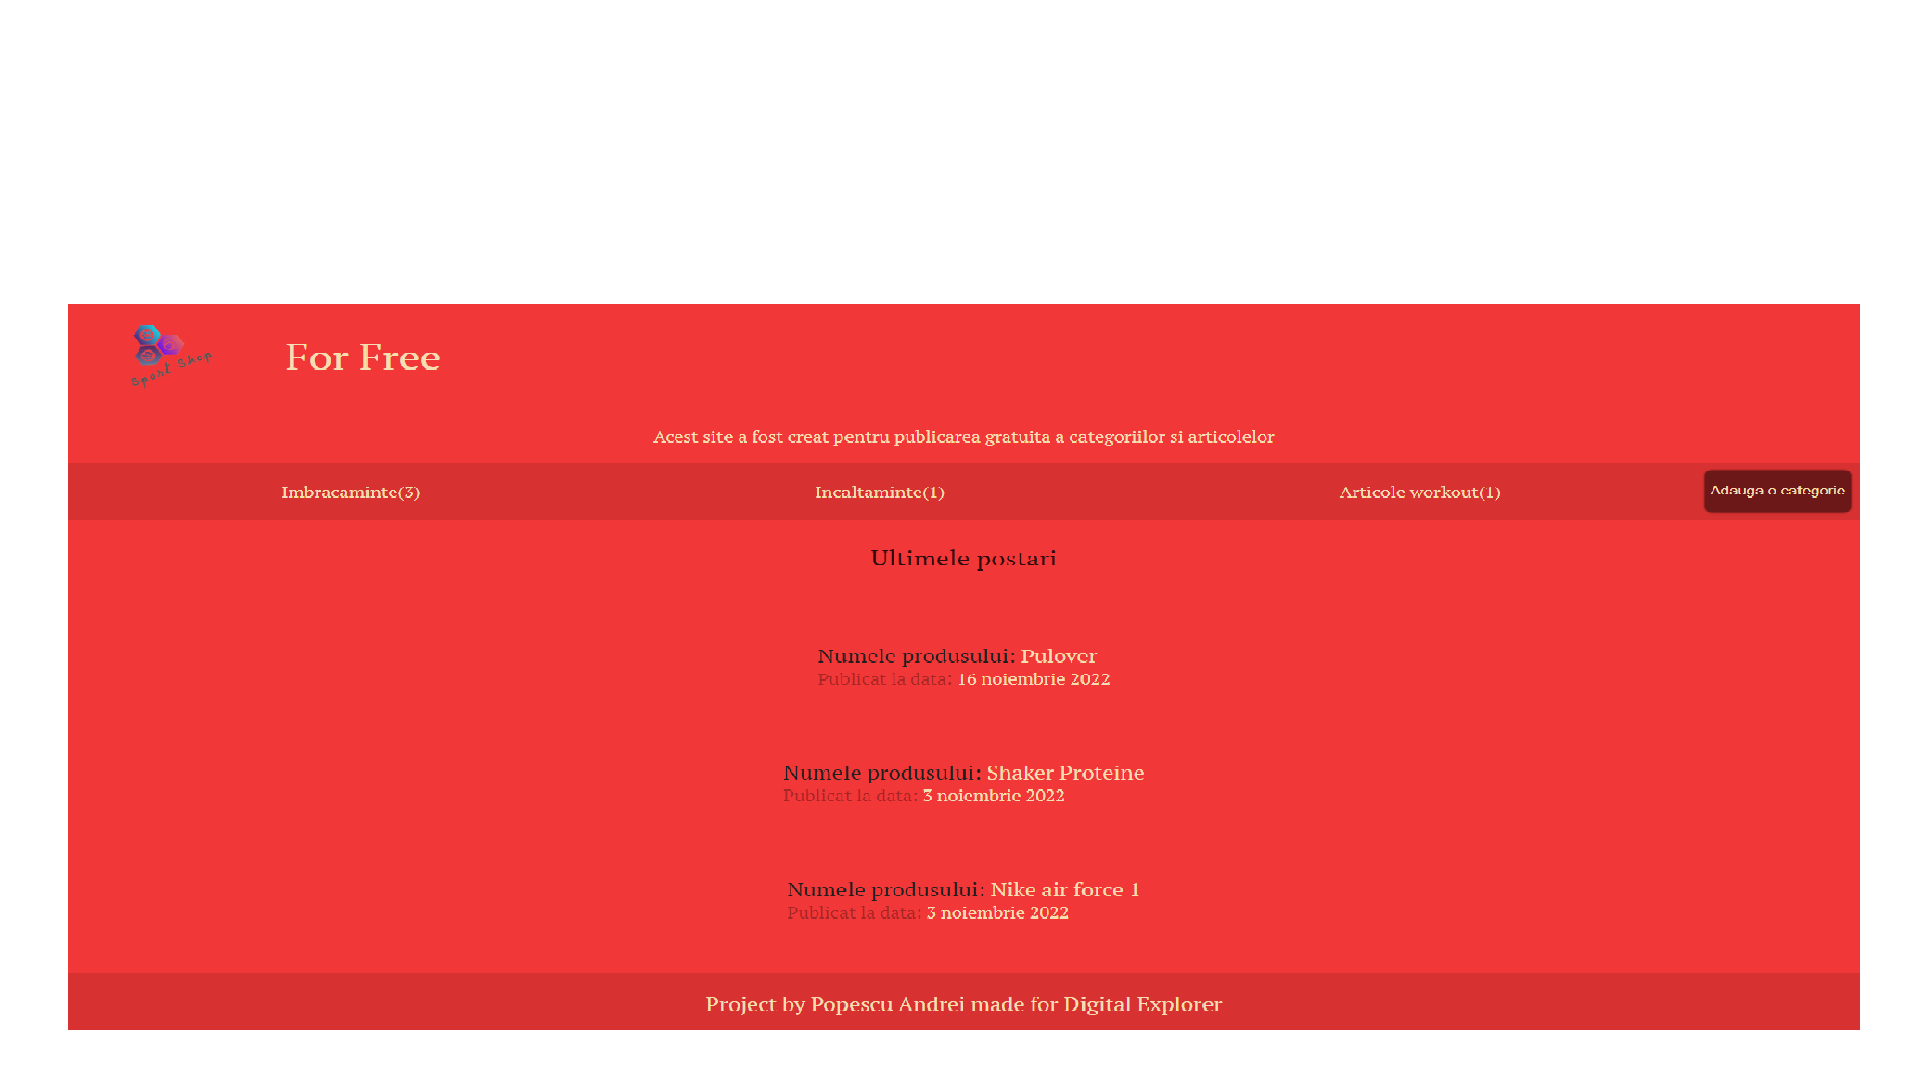 Sport Shop
For Free
Acest site a fost creat pentru publicarea gratuita a categoriilor si articolelor
Imbracaminte(3) Incaltaminte(1) Articole workout(1) Adauga o categorie
Ultimele postari
Numele produsului: Pulover
Publicat la data: 16 noiembrie 2022
Numele produsului: Shaker Proteine
Publicat la data: 3 noiembrie 2022
Numele produsului: Nike air force 1
Publicat la data: 3 noiembrie 2022
Project by Popescu Andrei made for Digital Explorer